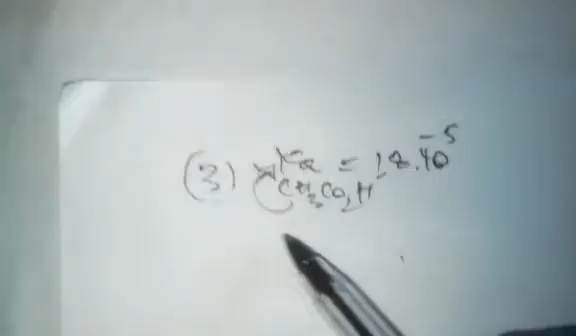 (3) Ka = 1,8.10⁻⁵
CH₃CO₂H